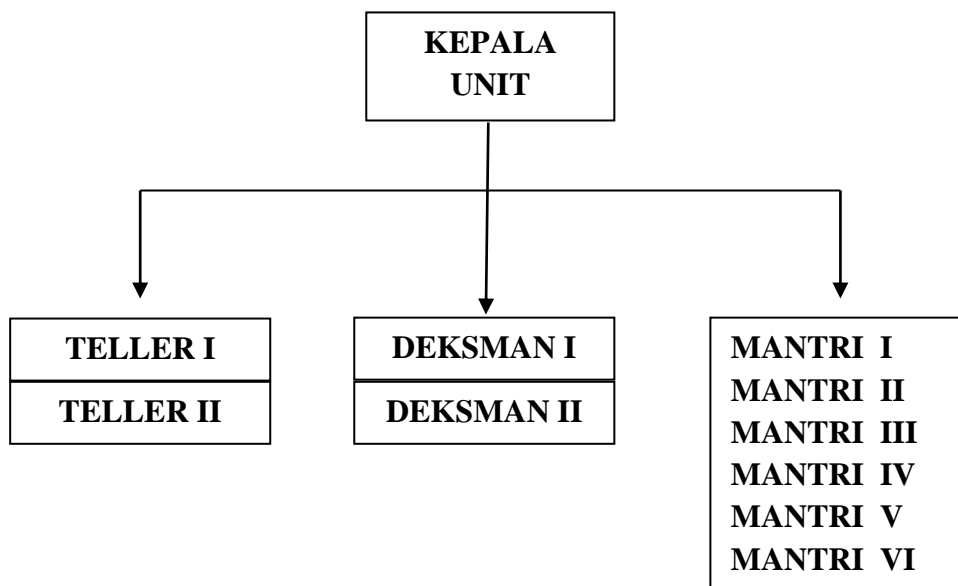 KEPALA
UNIT
TELLER I
TELLER II
DEKSMAN I
DEKSMAN II
MANTRI I
MANTRI II
MANTRI III
MANTRI IV
MANTRI V
MANTRI VI